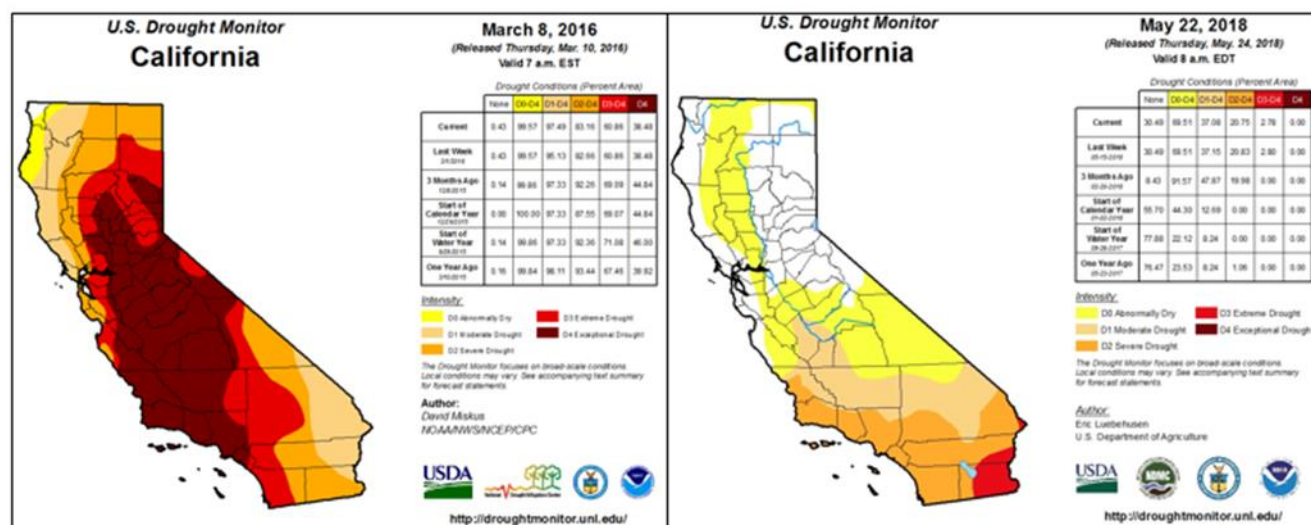 U.S. Drought Monitor
California
March 8, 2016
(Released Thursday, Mar. 10, 2016)
Valid 7 a.m. EST
Drought Conditions (Percent Area)
None D0-D4 D1-D4 D2-D4 D3-D4 D4
Current 0.43 99.57 97.49 83.16 60.86 38.48
Last Week 0.43 99.57 95.13 82.66 60.86 38.48
3 Months Ago 0.14 99.86 97.33 92.26 69.09 44.84
Start of Calendar Year 0.00 100.00 97.33 87.55 69.07 44.84
Start of Water Year 0.14 99.86 97.33 92.36 71.08 46.00
One Year Ago 0.16 99.84 98.11 93.44 67.46 39.92
Intensity:
D0 Abnormally Dry D3 Extreme Drought
D1 Moderate Drought D4 Exceptional Drought
D2 Severe Drought
The Drought Monitor focuses on broad-scale conditions.
Local conditions may vary. See accompanying text summary
for forecast statements.
Author:
David Miskus
NOAA/NWS/NCEP/CPC
USDA
http://droughtmonitor.unl.edu/
U.S. Drought Monitor
California
May 22, 2018
(Released Thursday, May. 24, 2018)
Valid 8 a.m. EDT
Drought Conditions (Percent Area)
None D0-D4 D1-D4 D2-D4 D3-D4 D4
Current 30.49 69.51 37.08 20.75 2.78 0.00
Last Week 30.49 69.51 37.15 20.83 2.80 0.00
3 Months Ago 8.43 91.57 47.87 19.98 0.00 0.00
Start of Calendar Year 55.70 44.30 12.69 0.00 0.00 0.00
Start of Water Year 77.88 22.12 8.24 0.00 0.00 0.00
One Year Ago 76.47 23.53 8.24 1.06 0.00 0.00
Intensity:
D0 Abnormally Dry D3 Extreme Drought
D1 Moderate Drought D4 Exceptional Drought
D2 Severe Drought
The Drought Monitor focuses on broad-scale conditions.
Local conditions may vary. See accompanying text summary
for forecast statements.
Author:
Eric Luebehusen
U.S. Department of Agriculture
USDA
NDMC
http://droughtmonitor.unl.edu/